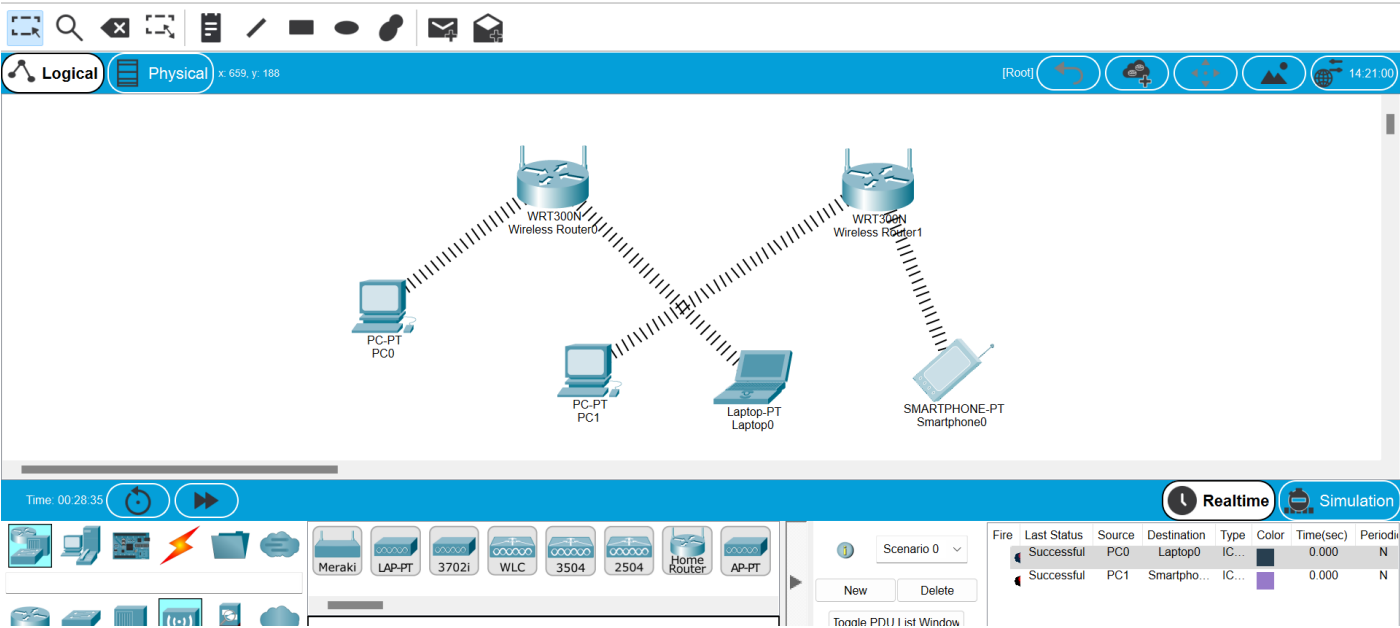 Logical
Physical
x: 659, y: 188
[Root]
14:21:00
WRT300N
Wireless Router0
WRT300N
Wireless Router1
PC-PT
PC0
PC-PT
PC1
Laptop-PT
Laptop0
SMARTPHONE-PT
Smartphone0
Time: 00:28:35
Realtime
Simulation
Meraki
LAP-PT
3702i
WLC
3504
2504
Home
Router
AP-PT
Scenario 0
New
Delete
Toggle PDU List Window
Fire Last Status Source Destination Type Color Time(sec) Periodi
Successful PC0 Laptop0 IC... 0.000 N
Successful PC1 Smartpho... IC... 0.000 N